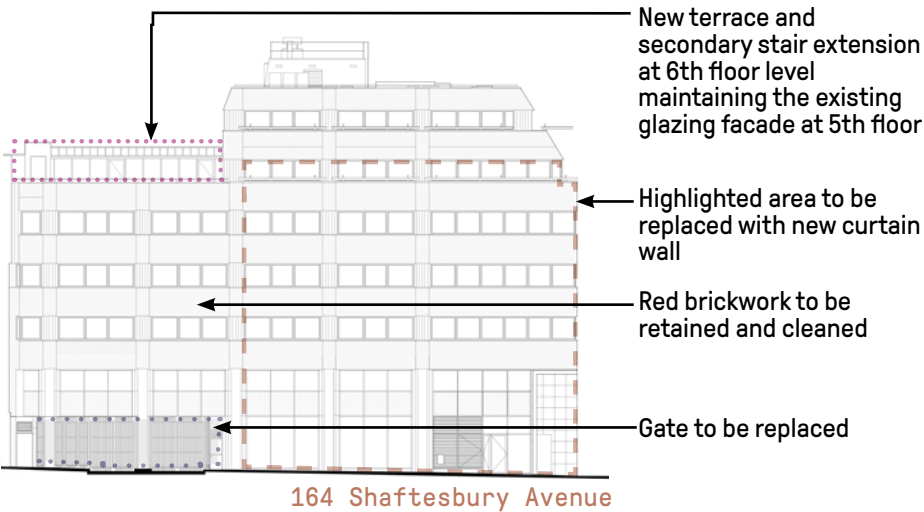 New terrace and
secondary stair extension
at 6th floor level
maintaining the existing
glazing facade at 5th floor
Highlighted area to be
replaced with new curtain
wall
Red brickwork to be
retained and cleaned
Gate to be replaced
164 Shaftesbury Avenue